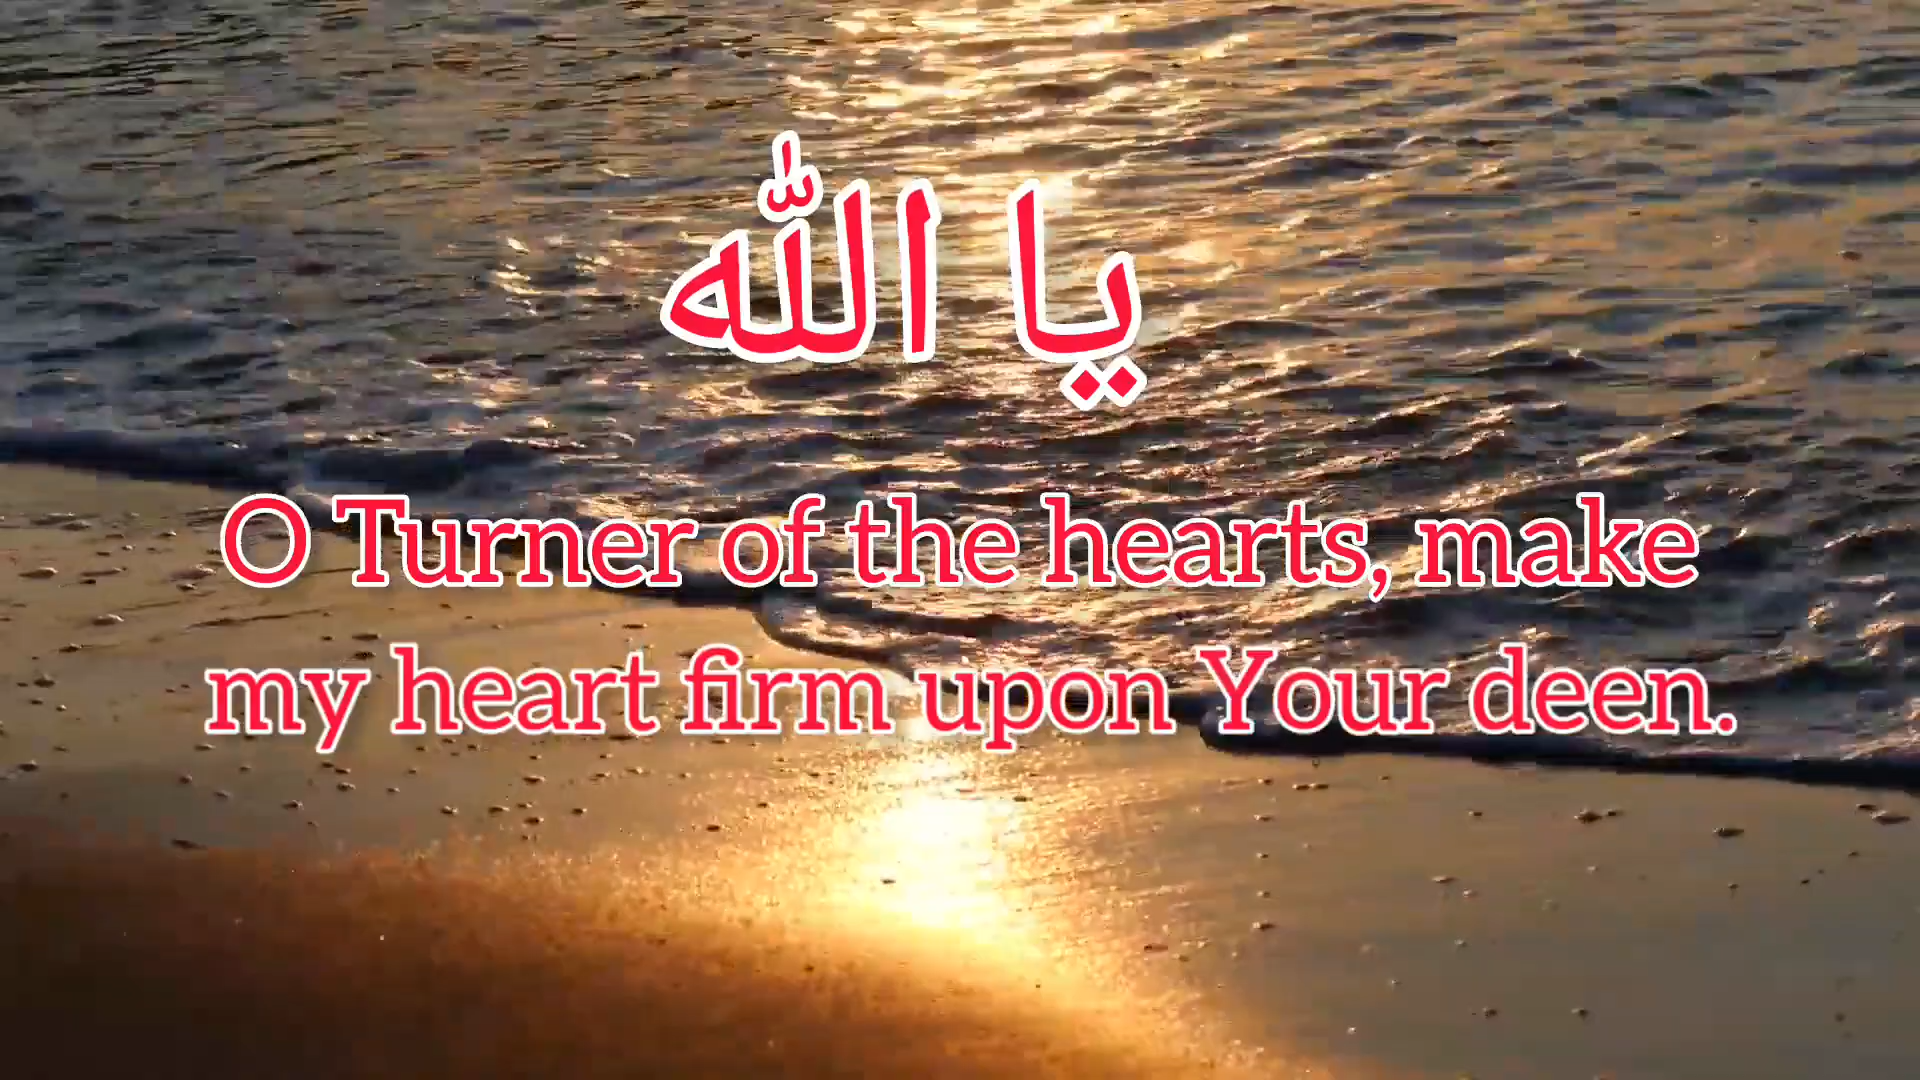 يا الله
O Turner of the hearts, make
my heart firm upon Your deen.